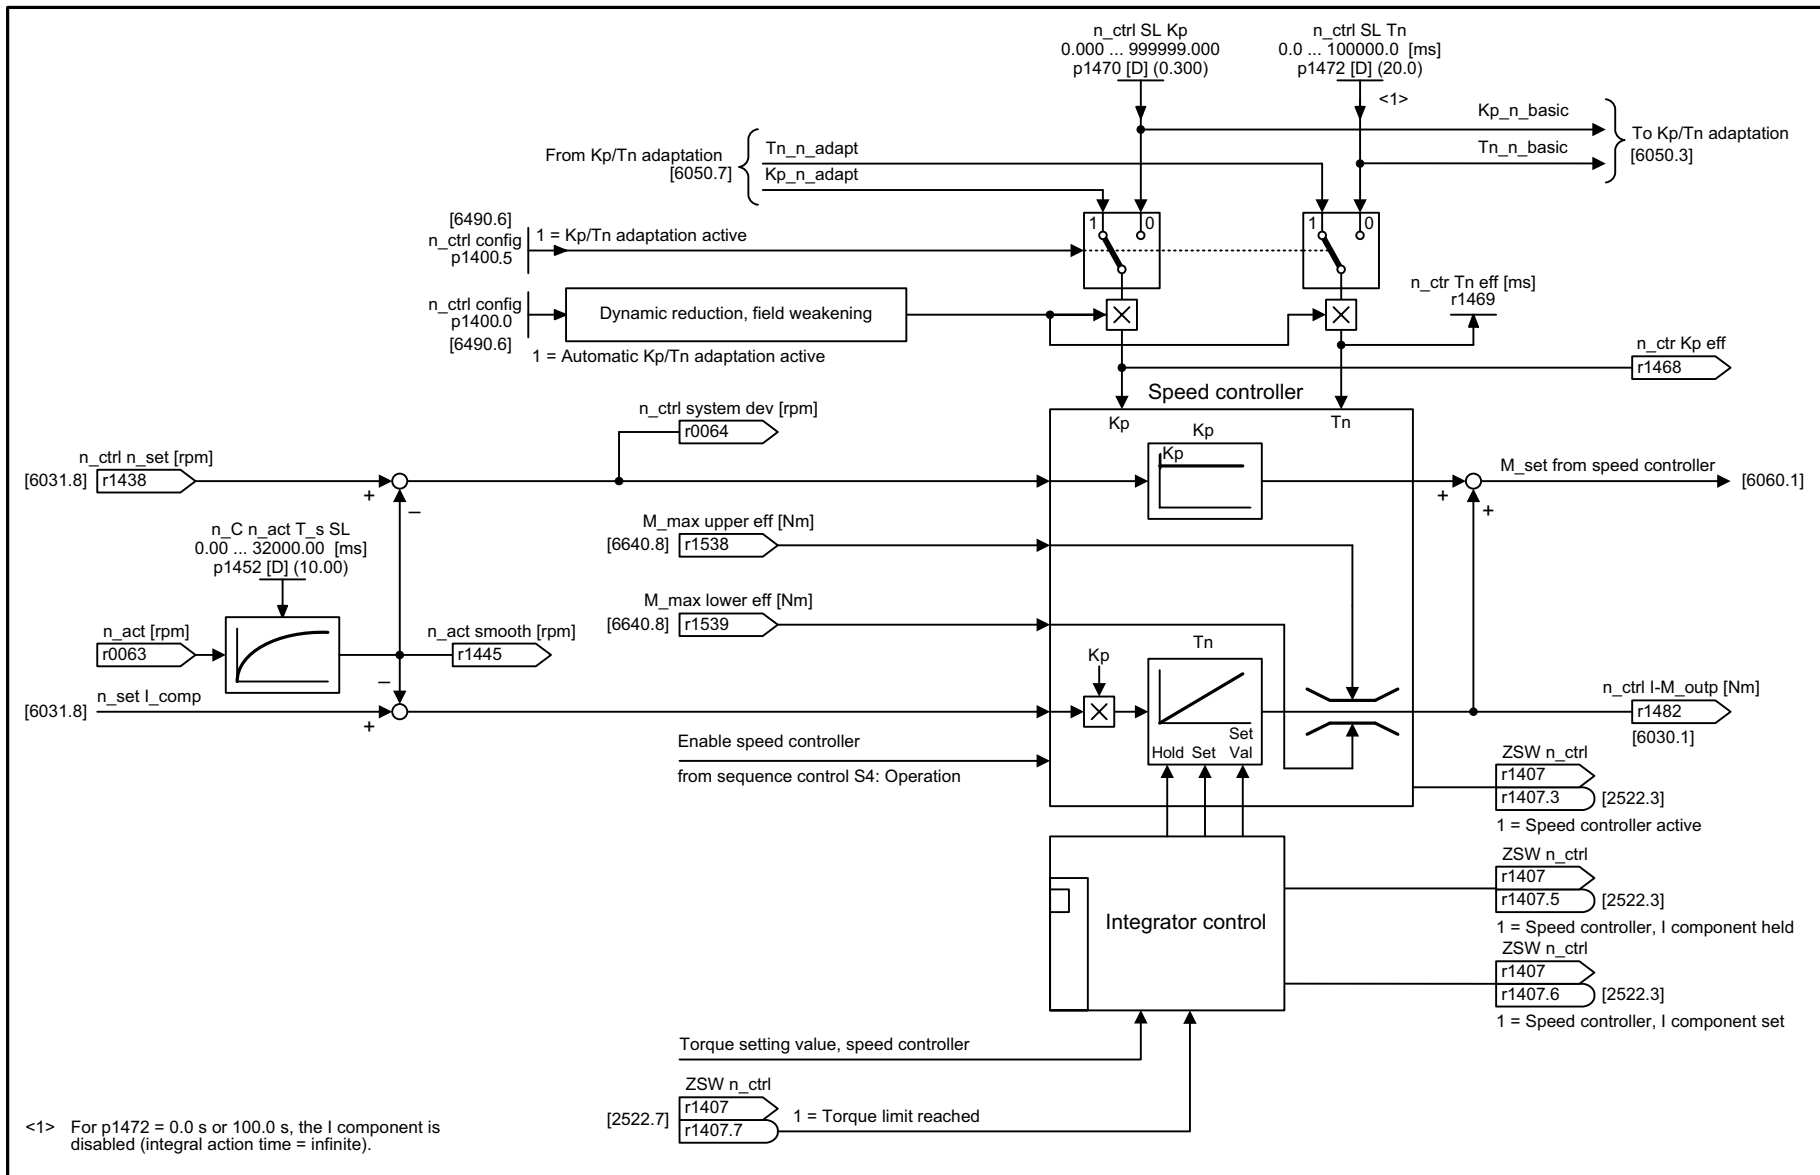 n_ctrl SL Kp
0.000 ... 999999.000
p1470 [D] (0.300)
n_ctrl SL Tn
0.0 ... 100000.0 [ms]
p1472 [D] (20.0)
<1>
Kp_n_basic
Tn_n_basic
To Kp/Tn adaptation
[6050.3]
From Kp/Tn adaptation
[6050.7]
Tn_n_adapt
Kp_n_adapt
[6490.6]
n_ctrl config
p1400.5
1 = Kp/Tn adaptation active
1
0
1
0
n_ctrl config
p1400.0
[6490.6]
Dynamic reduction, field weakening
1 = Automatic Kp/Tn adaptation active
n_ctr Tn eff [ms]
r1469
n_ctr Kp eff
r1468
Speed controller
Kp
Tn
n_ctrl system dev [rpm]
r0064
n_ctrl n_set [rpm]
[6031.8]
r1438
+
–
Kp
Kp
M_set from speed controller
[6060.1]
+
+
n_C n_act T_s SL
0.00 ... 32000.00 [ms]
p1452 [D] (10.00)
M_max upper eff [Nm]
[6640.8]
r1538
M_max lower eff [Nm]
[6640.8]
r1539
n_act [rpm]
r0063
n_act smooth [rpm]
r1445
–
n_set I_comp
[6031.8]
+
Kp
Tn
Hold
Set
Set
Val
n_ctrl I-M_outp [Nm]
r1482
[6030.1]
Enable speed controller
from sequence control S4: Operation
ZSW n_ctrl
r1407
r1407.3
[2522.3]
1 = Speed controller active
ZSW n_ctrl
r1407
r1407.5
[2522.3]
1 = Speed controller, I component held
ZSW n_ctrl
r1407
r1407.6
[2522.3]
1 = Speed controller, I component set
Integrator control
Torque setting value, speed controller
ZSW n_ctrl
[2522.7]
r1407
r1407.7
1 = Torque limit reached
<1> For p1472 = 0.0 s or 100.0 s, the I component is
disabled (integral action time = infinite).